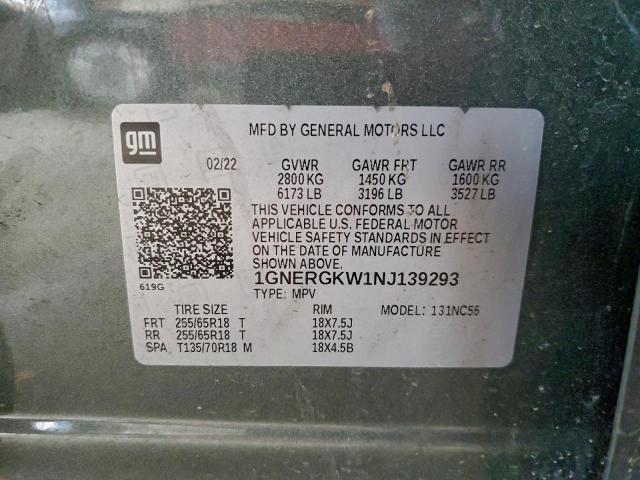 gm
MFD BY GENERAL MOTORS LLC
02/22 GVWR GAWR FRT GAWR RR
2800 KG 1450 KG 1600 KG
6173 LB 3196 LB 3527 LB
THIS VEHICLE CONFORMS TO ALL
APPLICABLE U.S. FEDERAL MOTOR
VEHICLE SAFETY STANDARDS IN EFFECT
ON THE DATE OF MANUFACTURE
SHOWN ABOVE.
619G
1GNERGKW1NJ139293
TYPE: MPV
TIRE SIZE RIM MODEL: 131NC56
FRT 255/65R18 T 18X7.5J
RR 255/65R18 T 18X7.5J
SPA T135/70R18 M 18X4.5B